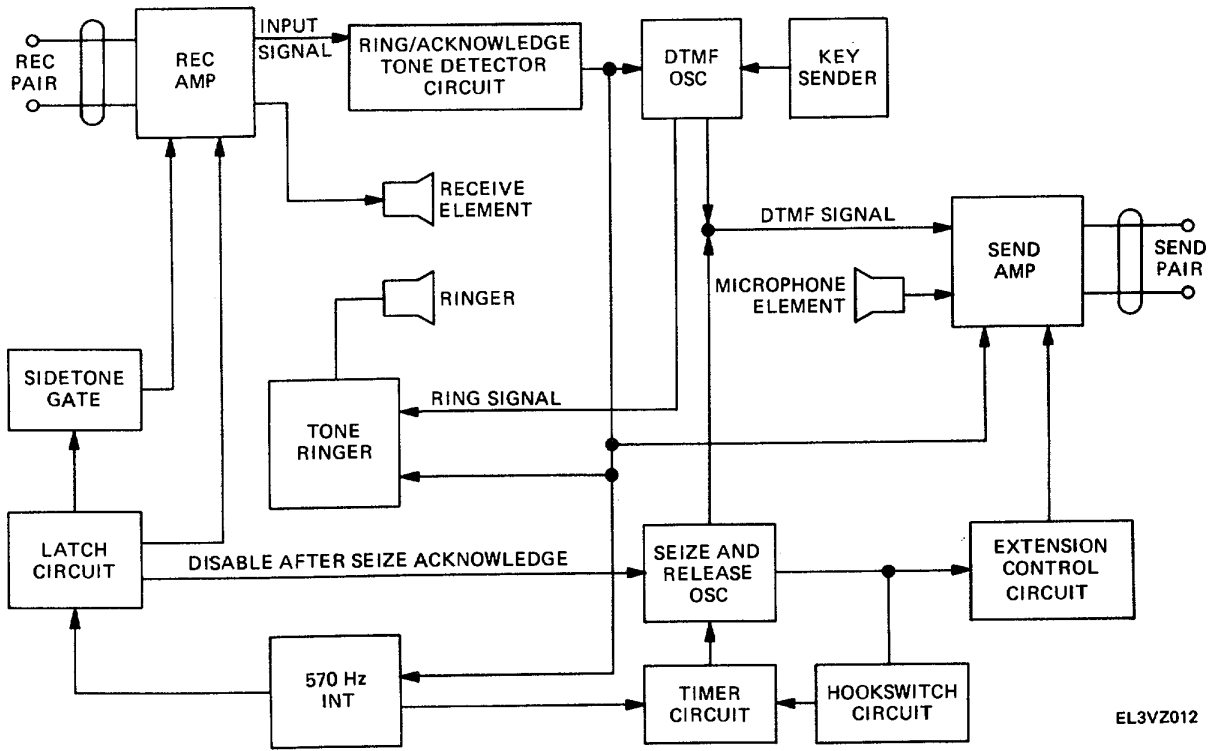 REC
PAIR
REC
AMP
INPUT
SIGNAL
RING/ACKNOWLEDGE
TONE DETECTOR
CIRCUIT
DTMF
OSC
KEY
SENDER
RECEIVE
ELEMENT
DTMF SIGNAL
SEND
AMP
SEND
PAIR
MICROPHONE
ELEMENT
RINGER
SIDETONE
GATE
RING SIGNAL
TONE
RINGER
LATCH
CIRCUIT
DISABLE AFTER SEIZE ACKNOWLEDGE
SEIZE AND
RELEASE
OSC
EXTENSION
CONTROL
CIRCUIT
570 Hz
INT
TIMER
CIRCUIT
HOOKSWITCH
CIRCUIT
EL3VZ012